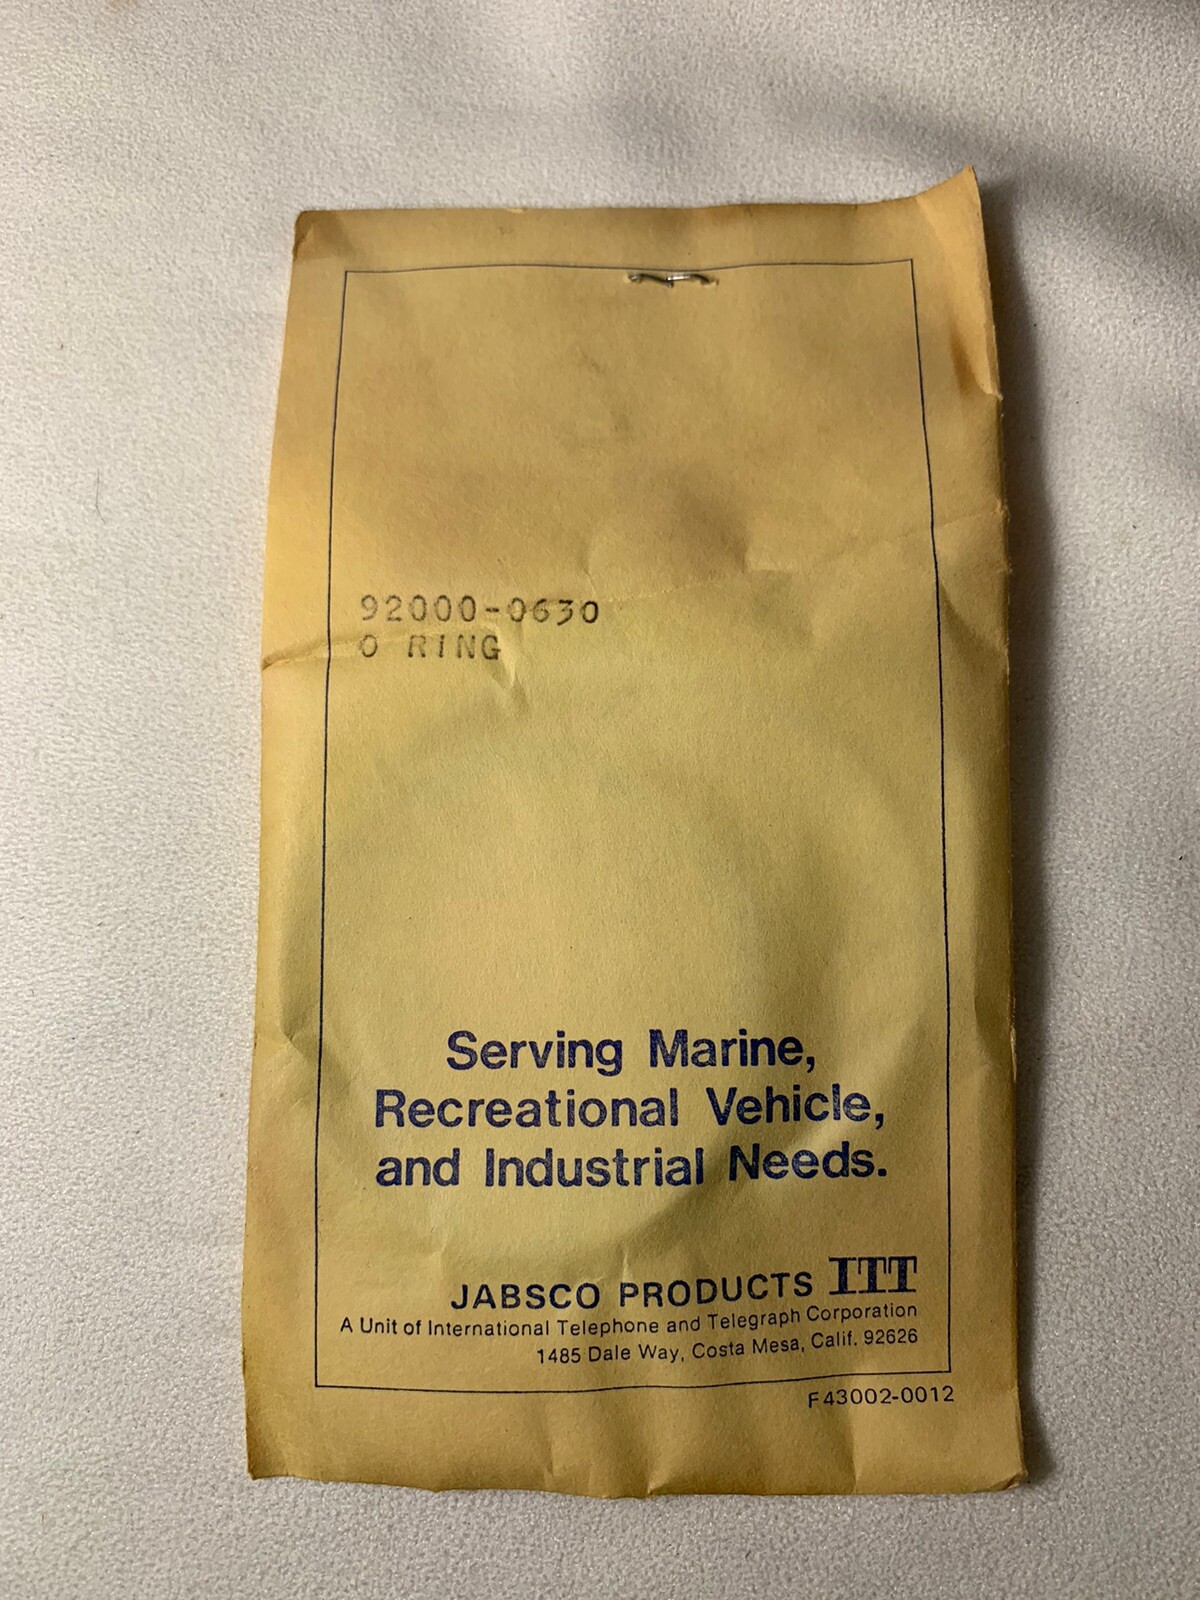 92000-0630
O RING
Serving Marine,
Recreational Vehicle,
and Industrial Needs.
JABSCO PRODUCTS ITT
A Unit of International Telephone and Telegraph Corporation
1485 Dale Way, Costa Mesa, Calif. 92626
F43002-0012